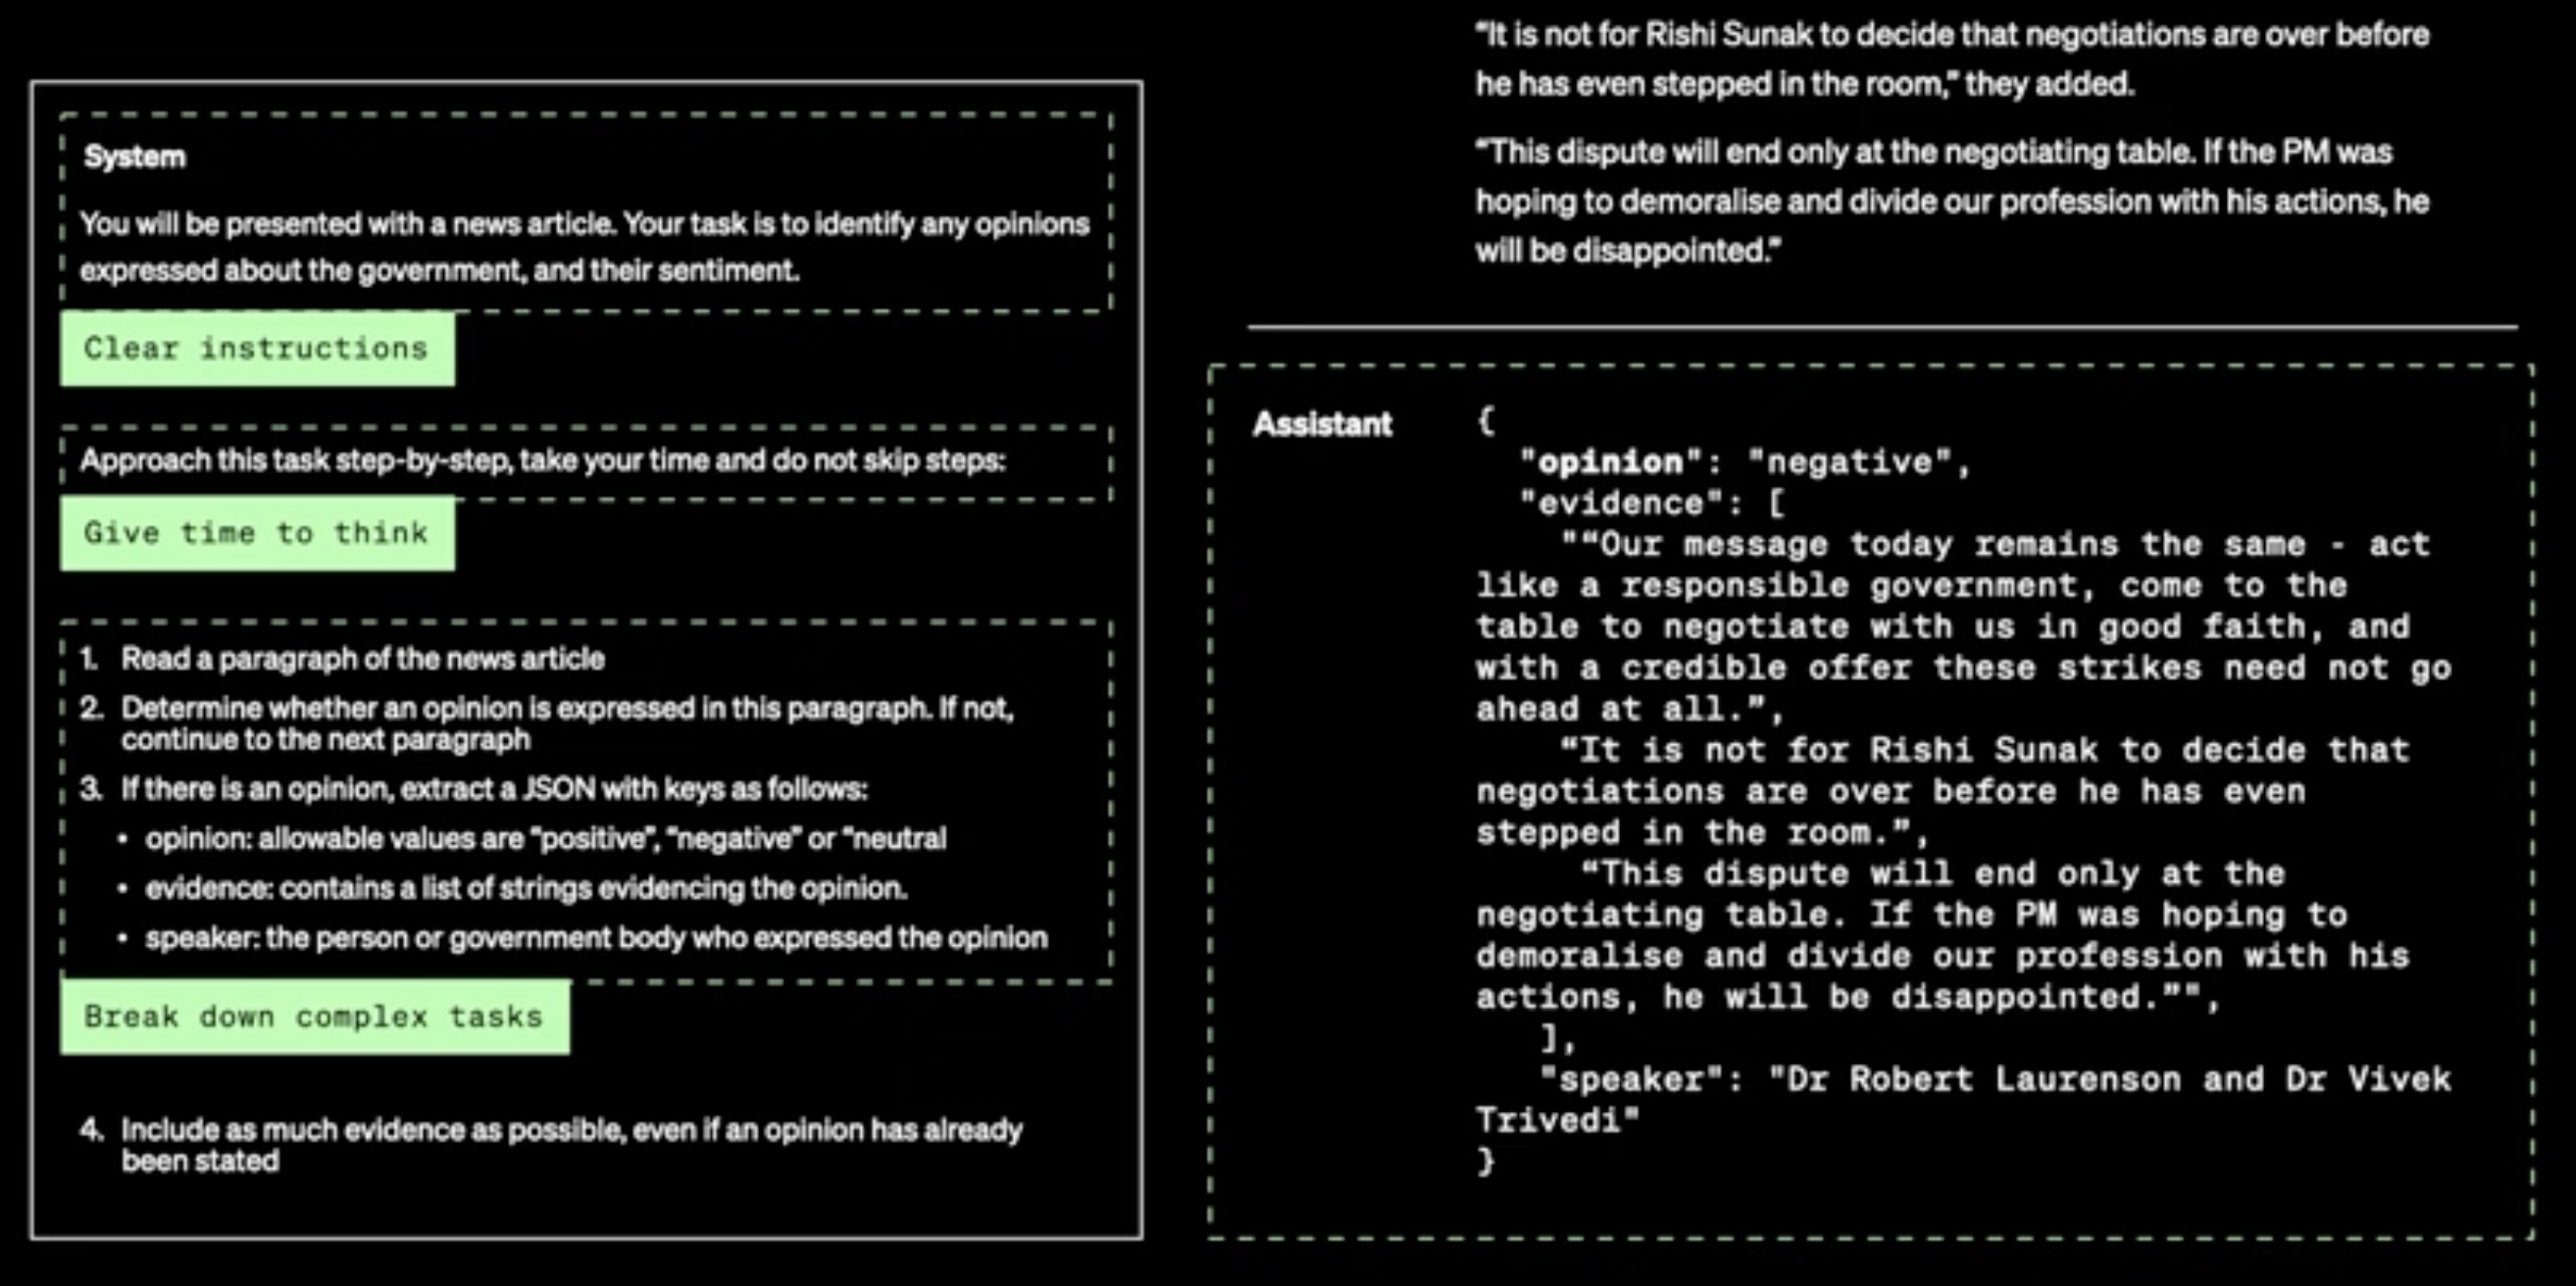 System
You will be presented with a news article. Your task is to identify any opinions
expressed about the government, and their sentiment.
Clear instructions
Approach this task step-by-step, take your time and do not skip steps:
Give time to think
1. Read a paragraph of the news article
2. Determine whether an opinion is expressed in this paragraph. If not,
continue to the next paragraph
3. If there is an opinion, extract a JSON with keys as follows:
• opinion: allowable values are “positive”, “negative” or “neutral
• evidence: contains a list of strings evidencing the opinion.
• speaker: the person or government body who expressed the opinion
Break down complex tasks
4. Include as much evidence as possible, even if an opinion has already
been stated
“It is not for Rishi Sunak to decide that negotiations are over before
he has even stepped in the room,” they added.
“This dispute will end only at the negotiating table. If the PM was
hoping to demoralise and divide our profession with his actions, he
will be disappointed.”
Assistant
{
"opinion": "negative",
"evidence": [
"“Our message today remains the same - act
like a responsible government, come to the
table to negotiate with us in good faith, and
with a credible offer these strikes need not go
ahead at all.”,
“It is not for Rishi Sunak to decide that
negotiations are over before he has even
stepped in the room.”,
“This dispute will end only at the
negotiating table. If the PM was hoping to
demoralise and divide our profession with his
actions, he will be disappointed.”",
],
"speaker": "Dr Robert Laurenson and Dr Vivek
Trivedi"
}